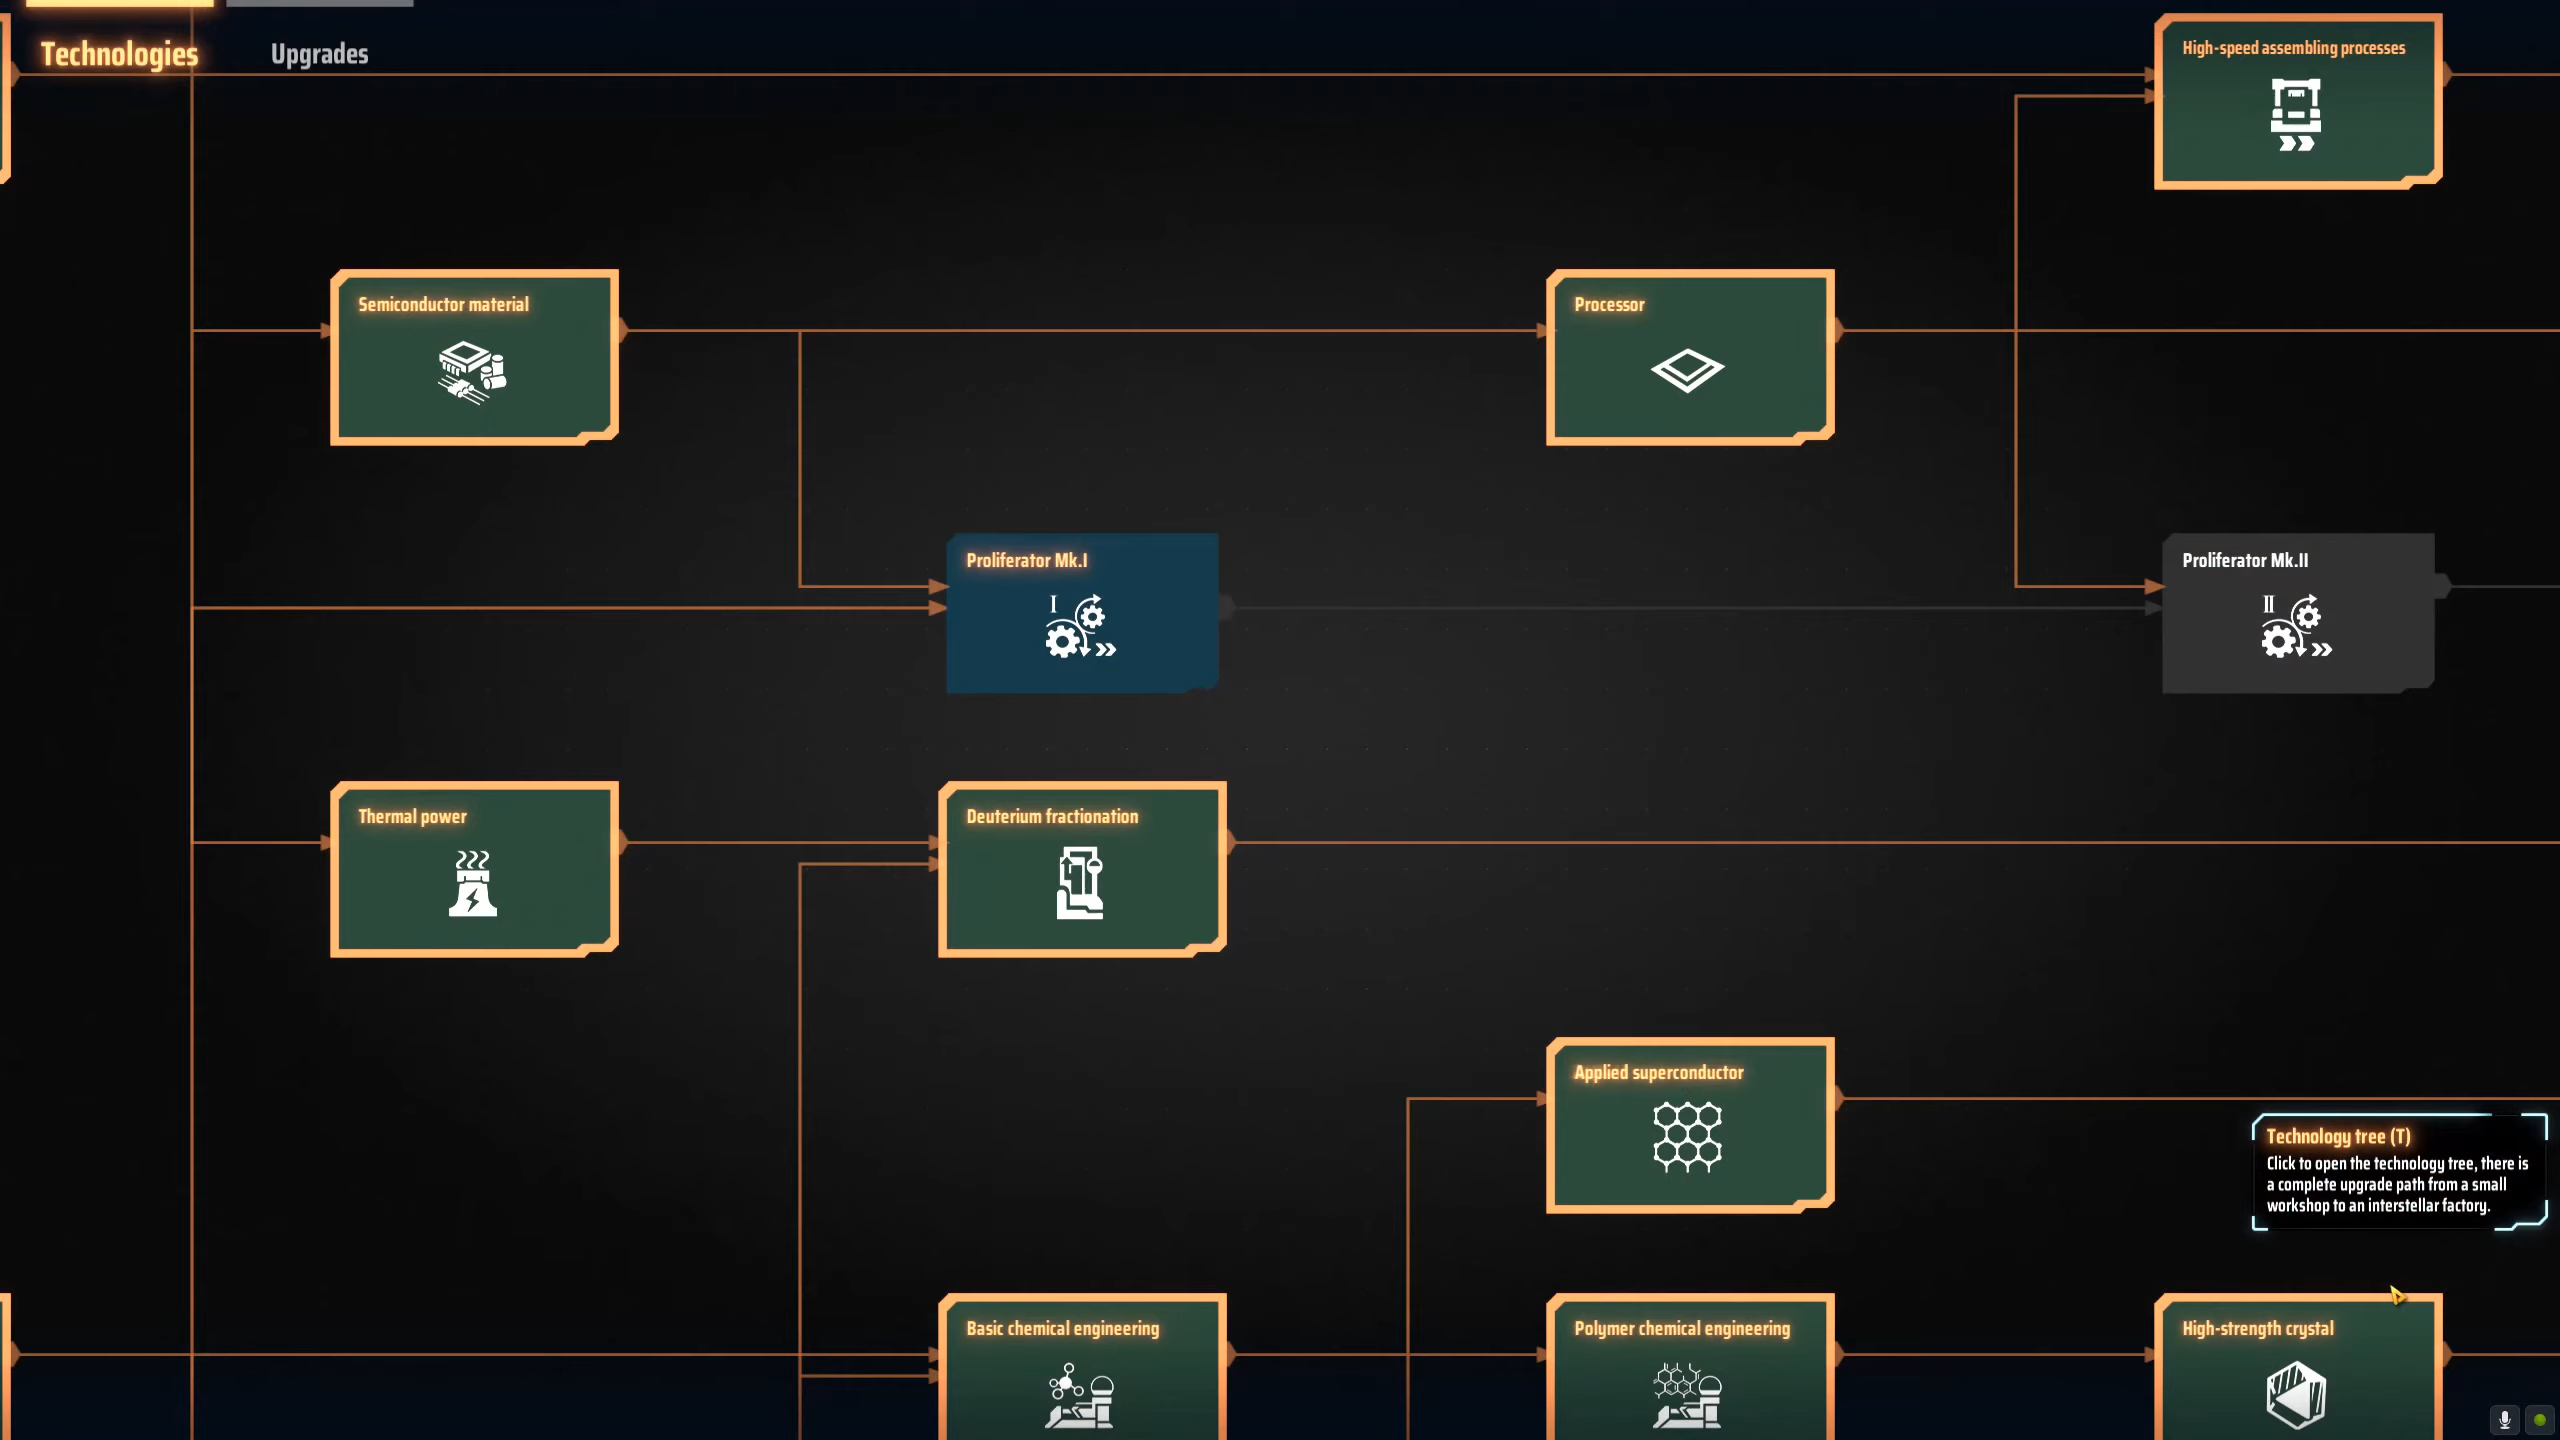 Technologies
Upgrades
High-speed assembling processes
Semiconductor material
Processor
Proliferator Mk.I
I
Proliferator Mk.II
II
Thermal power
Deuterium fractionation
Applied superconductor
Technology tree (T)
Click to open the technology tree, there is
a complete upgrade path from a small
workshop to an interstellar factory.
Basic chemical engineering
Polymer chemical engineering
High-strength crystal